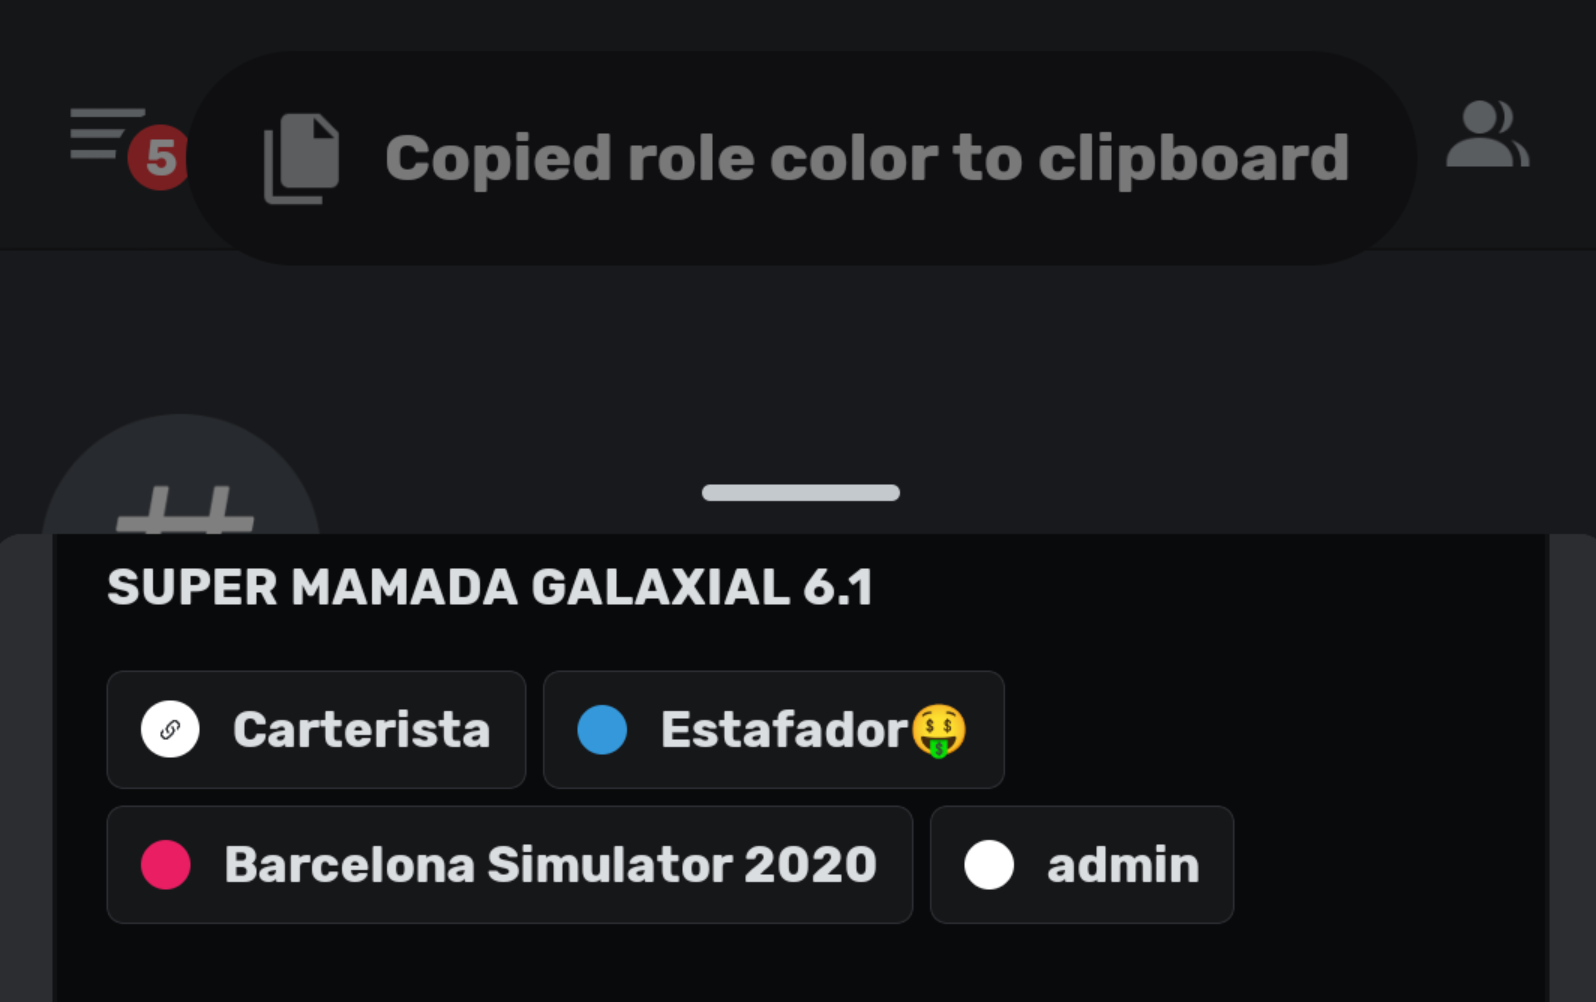 5
Copied role color to clipboard
#
SUPER MAMADA GALAXIAL 6.1
Carterista
Estafador🤑
Barcelona Simulator 2020
admin